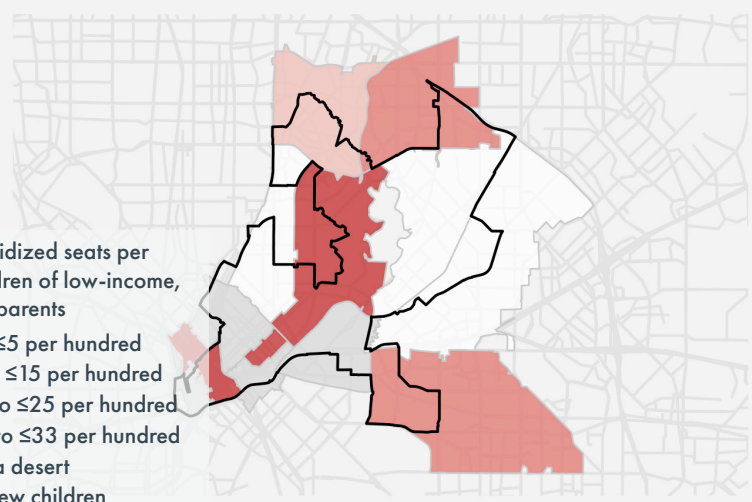 idized seats per
dren of low-income,
parents
≤5 per hundred
≤15 per hundred
o ≤25 per hundred
to ≤33 per hundred
a desert
ew children